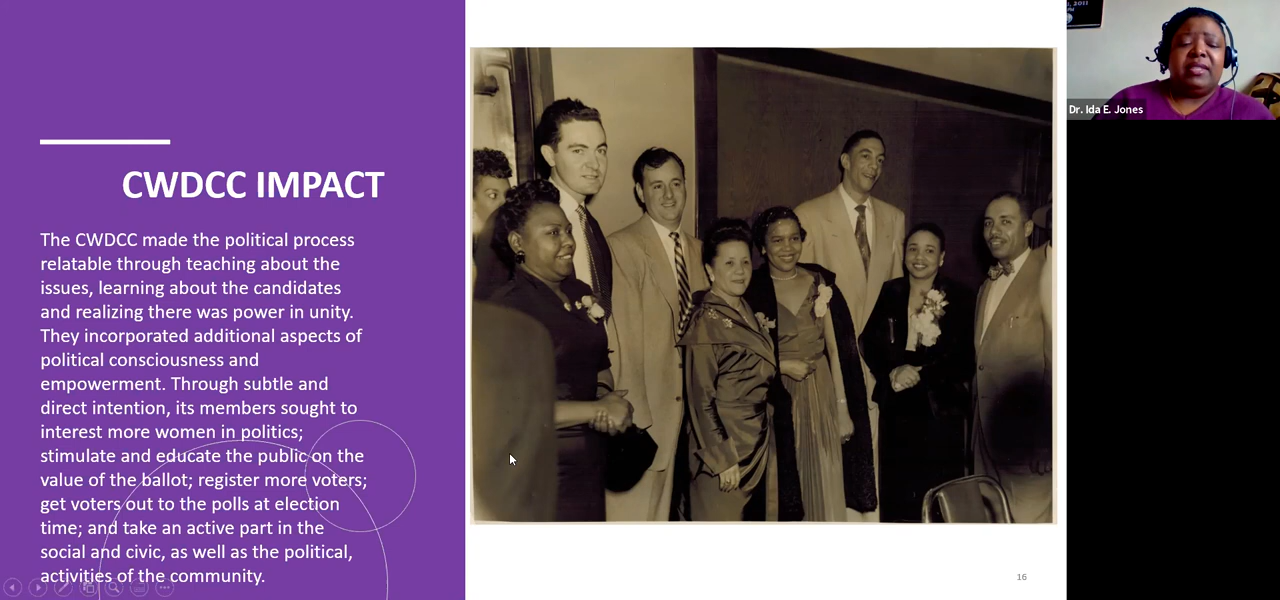 CWDCC IMPACT
The CWDCC made the political process
relatable through teaching about the
issues, learning about the candidates
and realizing there was power in unity.
They incorporated additional aspects of
political consciousness and
empowerment. Through subtle and
direct intention, its members sought to
interest more women in politics;
stimulate and educate the public on the
value of the ballot; register more voters;
get voters out to the polls at election
time; and take an active part in the
social and civic, as well as the political,
activities of the community.
16
2011
Dr. Ida E. Jones